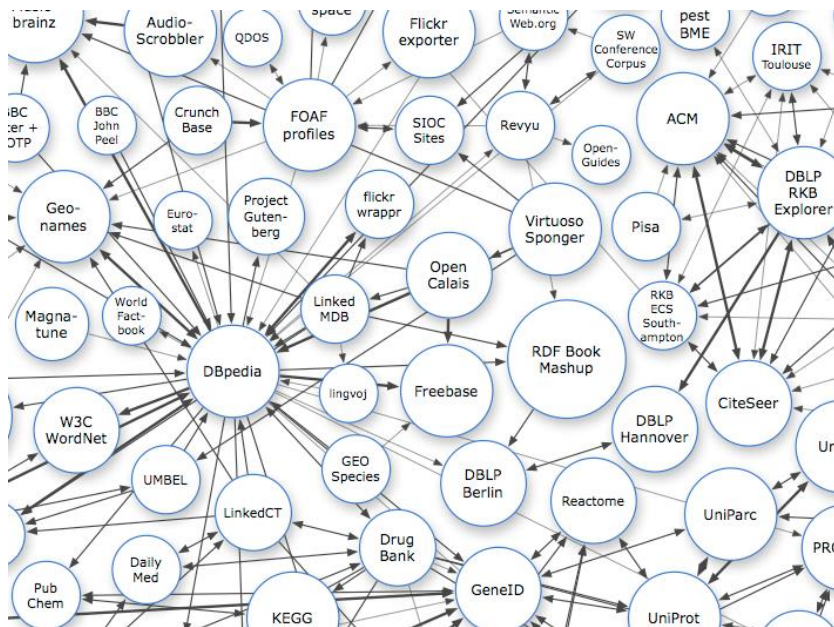 brainz
Audio-
Scrobbler
QDOS
space
Flickr
exporter
Semantic
Web.org
SW
Conference
Corpus
pest
BME
IRIT
Toulouse
BBC
John
Peel
Crunch
Base
FOAF
profiles
SIOC
Sites
Revyu
Open-
Guides
ACM
DBLP
RKB
Explorer
OTP
Geo-
names
Euro-
stat
Project
Guten-
berg
flickr
wrappr
Virtuoso
Sponger
Pisa
Open
Calais
Magna-
tune
World
Fact-
book
Linked
MDB
RKB
ECS
South-
ampton
DBpedia
lingvoj
Freebase
RDF Book
Mashup
CiteSeer
W3C
WordNet
DBLP
Hannover
UMBEL
GEO
Species
DBLP
Berlin
Reactome
UniParc
LinkedCT
Drug
Bank
Daily
Med
Pub
Chem
KEGG
GeneID
UniProt